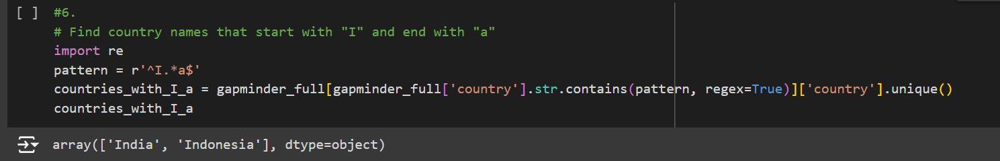 [ ] #6.
# Find country names that start with "I" and end with "a"
import re
pattern = r'^I.*a$'
countries_with_I_a = gapminder_full[gapminder_full['country'].str.contains(pattern, regex=True)]['country'].unique()
countries_with_I_a
array(['India', 'Indonesia'], dtype=object)